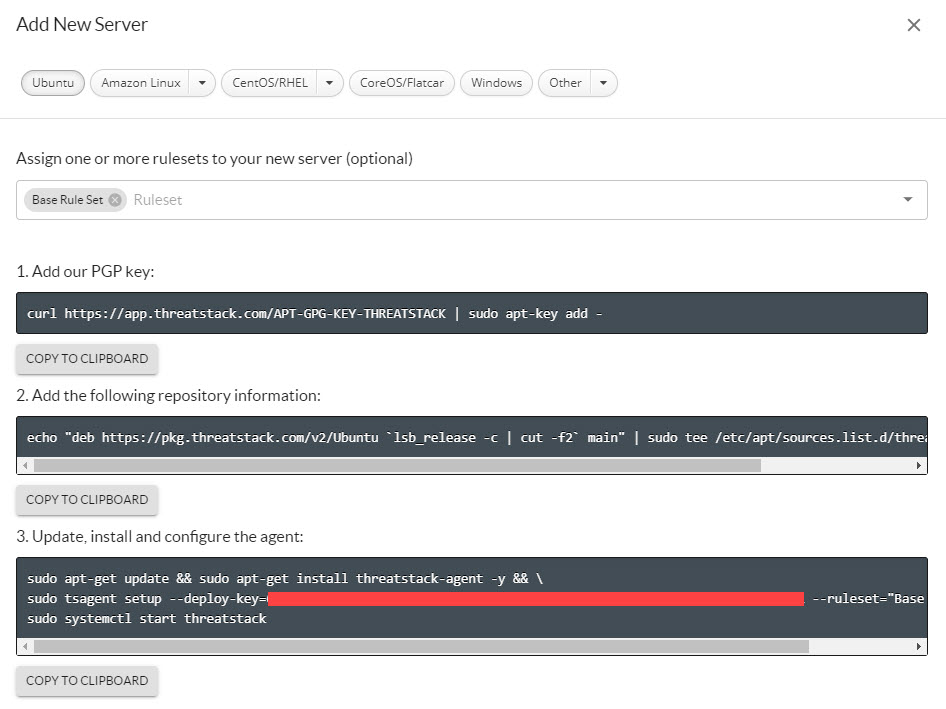 Add New Server
Ubuntu Amazon Linux CentOS/RHEL CoreOS/Flatcar Windows Other
Assign one or more rulesets to your new server (optional)
Base Rule Set Ruleset
1. Add our PGP key:
curl https://app.threatstack.com/APT-GPG-KEY-THREATSTACK | sudo apt-key add -
COPY TO CLIPBOARD
2. Add the following repository information:
echo "deb https://pkg.threatstack.com/v2/Ubuntu `lsb_release -c | cut -f2` main" | sudo tee /etc/apt/sources.list.d/threa
COPY TO CLIPBOARD
3. Update, install and configure the agent:
sudo apt-get update && sudo apt-get install threatstack-agent -y && \
sudo tsagent setup --deploy-key= --ruleset="Base
sudo systemctl start threatstack
COPY TO CLIPBOARD